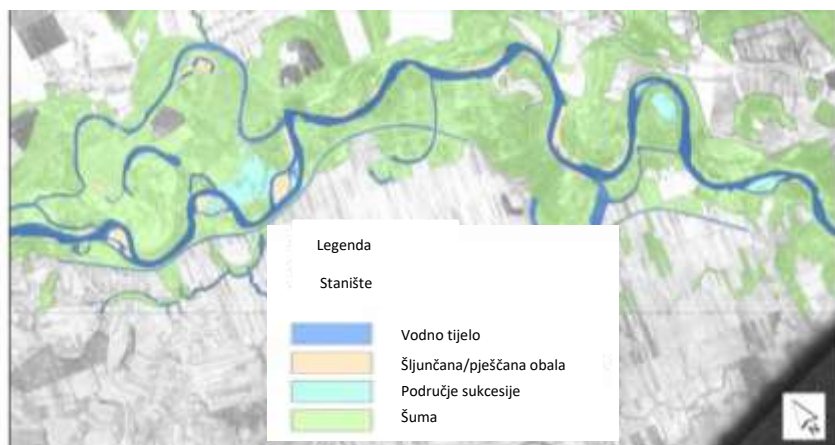 Legenda
Stanište
Vodno tijelo
Šljunčana/pješčana obala
Područje sukcesije
Šuma